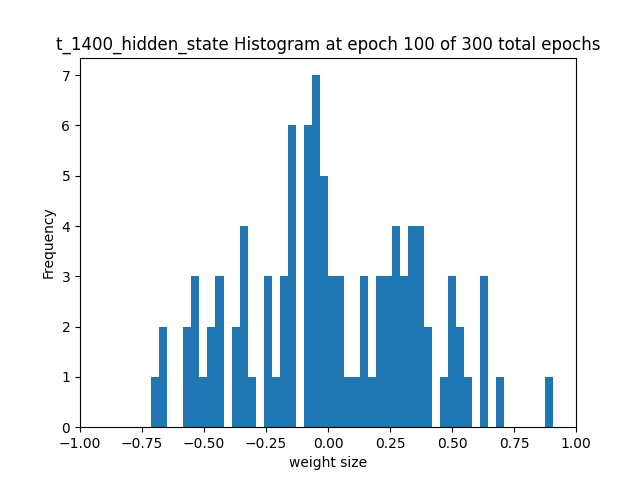 t_1400_hidden_state Histogram at epoch 100 of 300 total epochs
7
6
5
4
3
2
1
0
Frequency
−1.00 −0.75 −0.50 −0.25 0.00 0.25 0.50 0.75 1.00
weight size